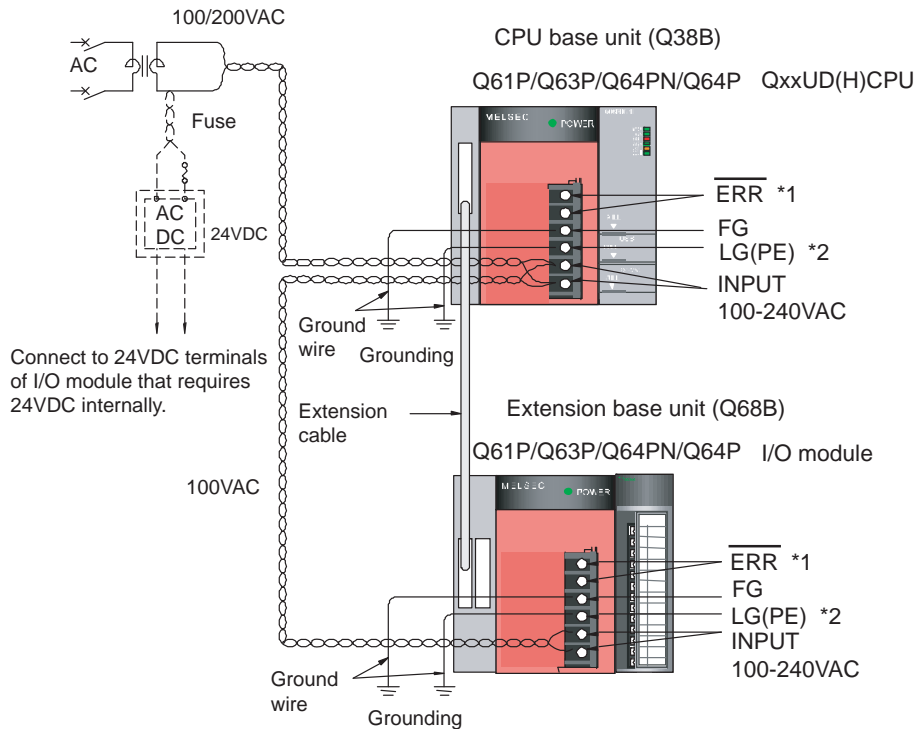 100/200VAC
AC
Fuse
AC
DC
24VDC
Connect to 24VDC terminals
of I/O module that requires
24VDC internally.
CPU base unit (Q38B)
Q61P/Q63P/Q64PN/Q64P
QxxUD(H)CPU
MELSEC
POWER
ERR *1
FG
LG(PE) *2
INPUT
100-240VAC
Ground
wire
Grounding
Extension
cable
100VAC
Extension base unit (Q68B)
Q61P/Q63P/Q64PN/Q64P
I/O module
MELSEC
POWER
ERR *1
FG
LG(PE) *2
INPUT
100-240VAC
Ground
wire
Grounding